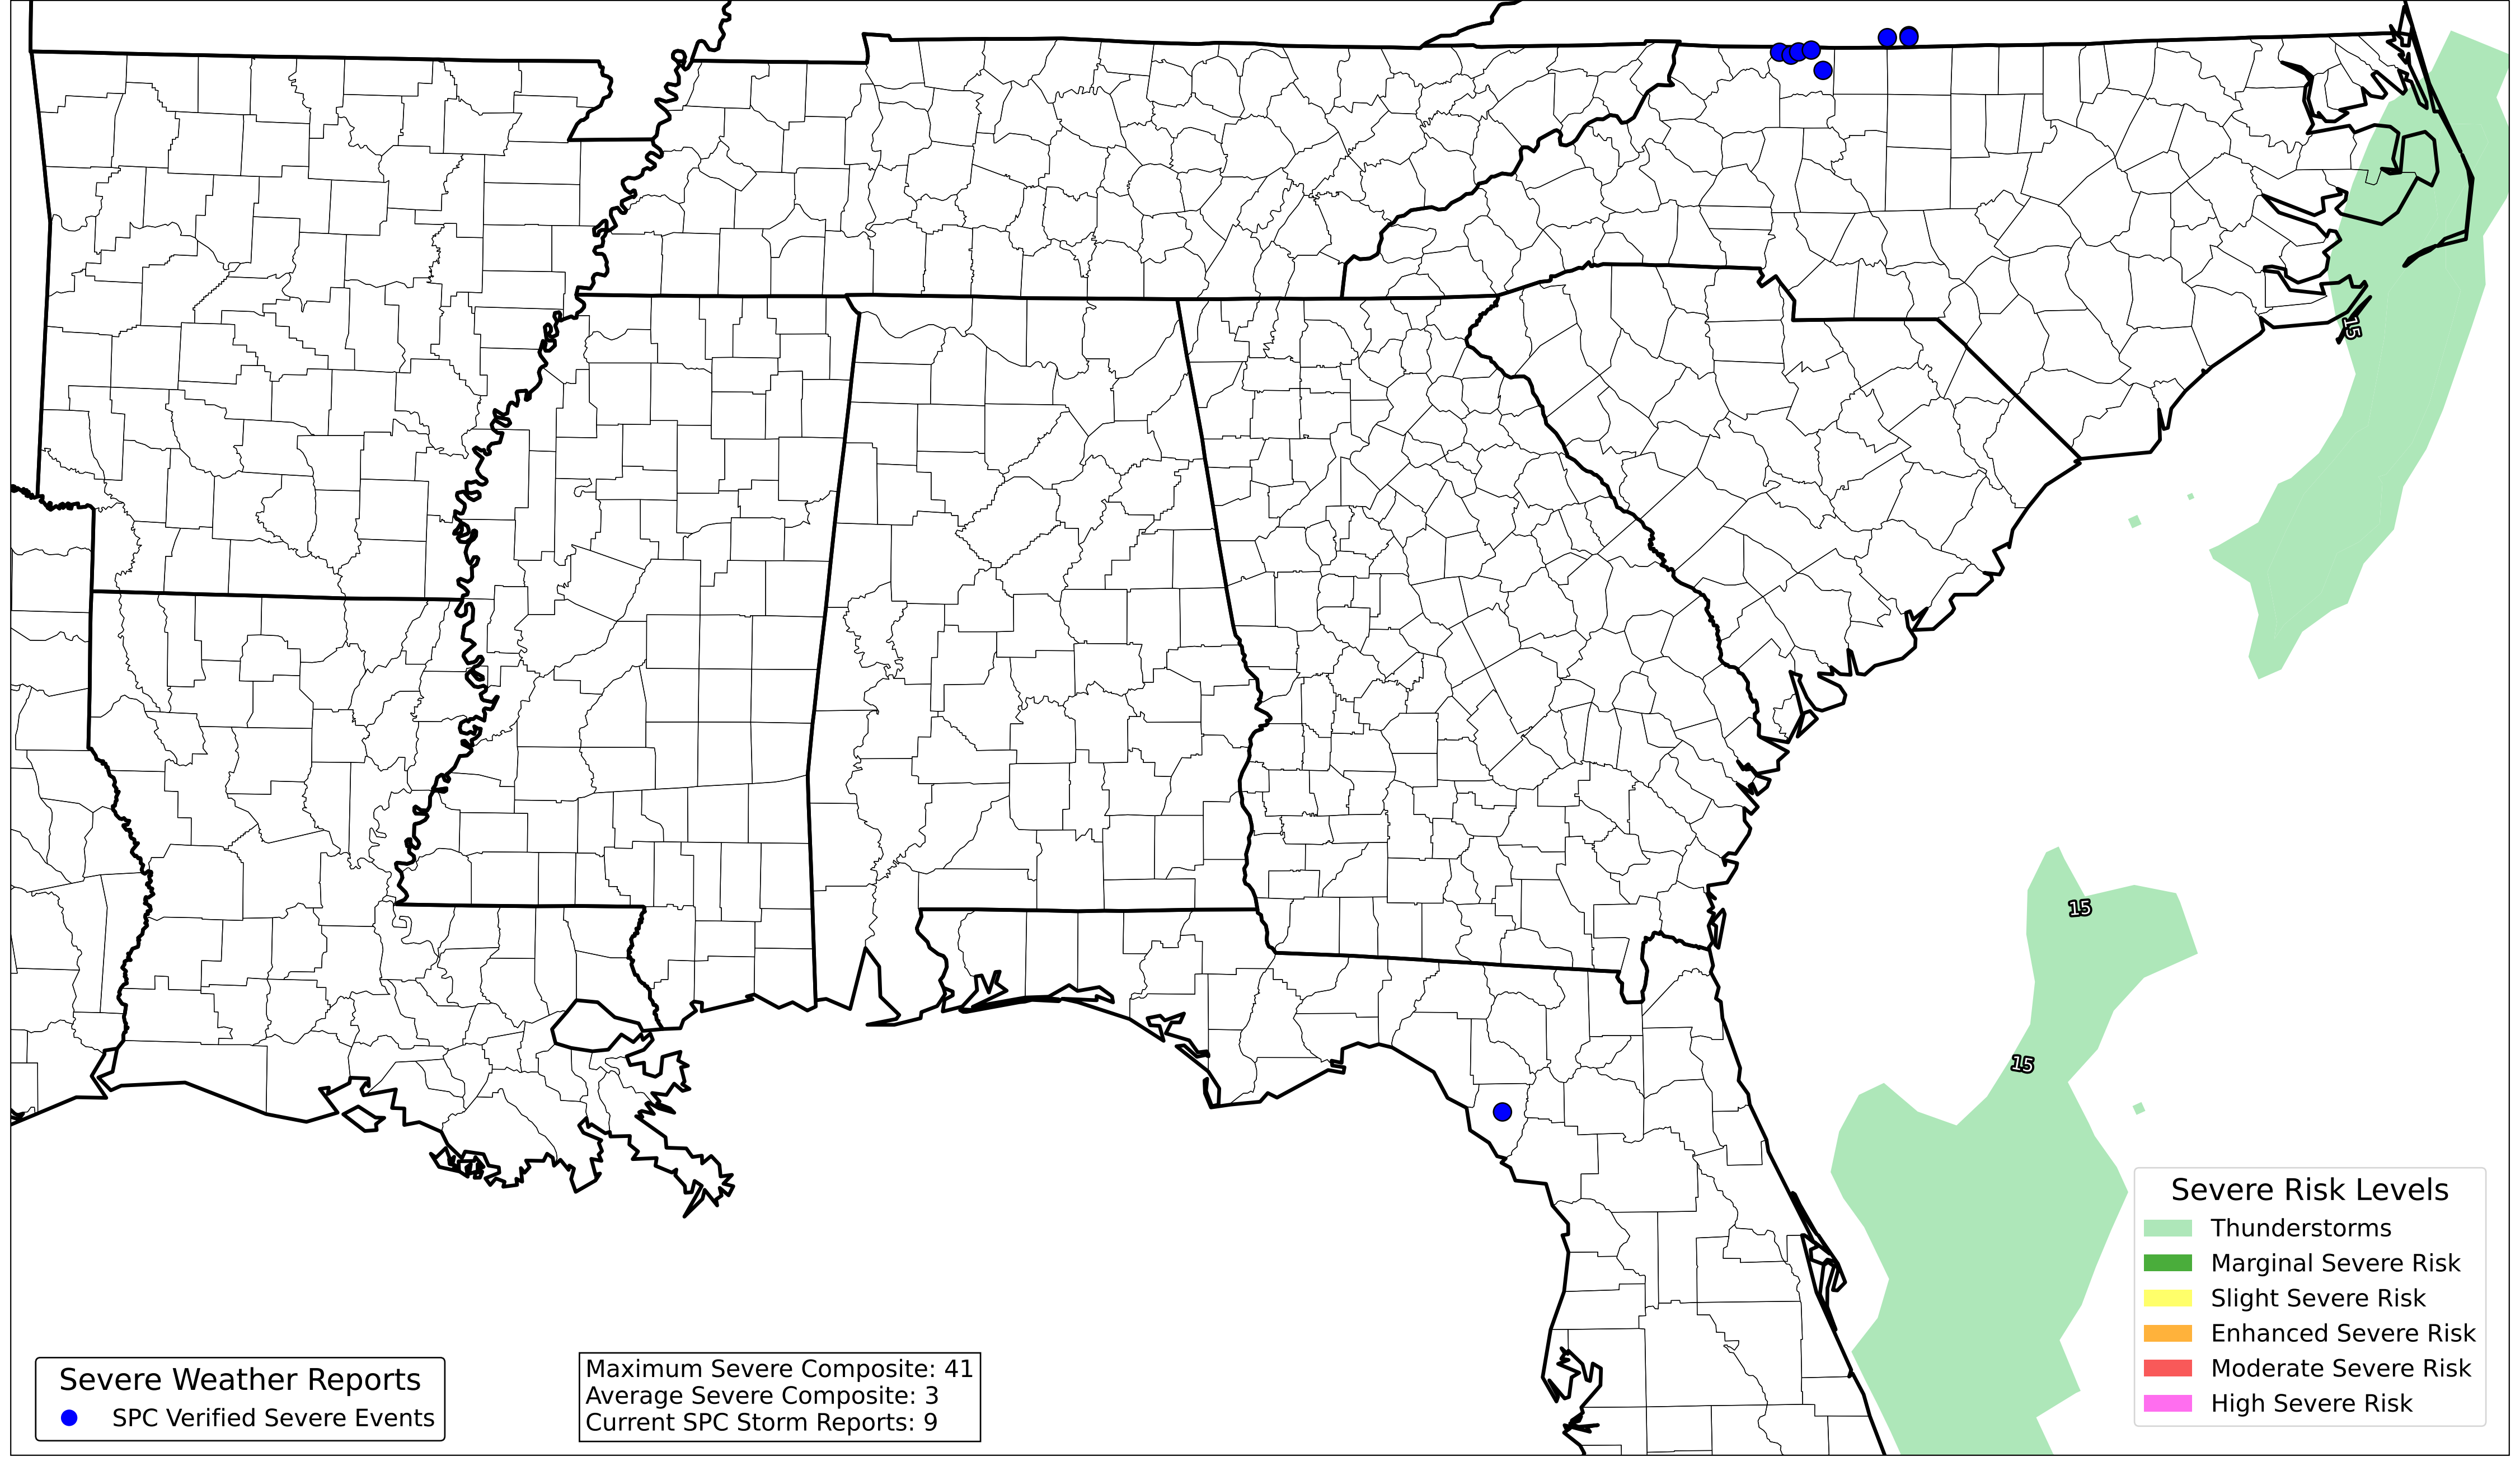 15
15
15
Severe Risk Levels
Thunderstorms
Marginal Severe Risk
Slight Severe Risk
Enhanced Severe Risk
Moderate Severe Risk
High Severe Risk
Severe Weather Reports
SPC Verified Severe Events
Maximum Severe Composite: 41
Average Severe Composite: 3
Current SPC Storm Reports: 9